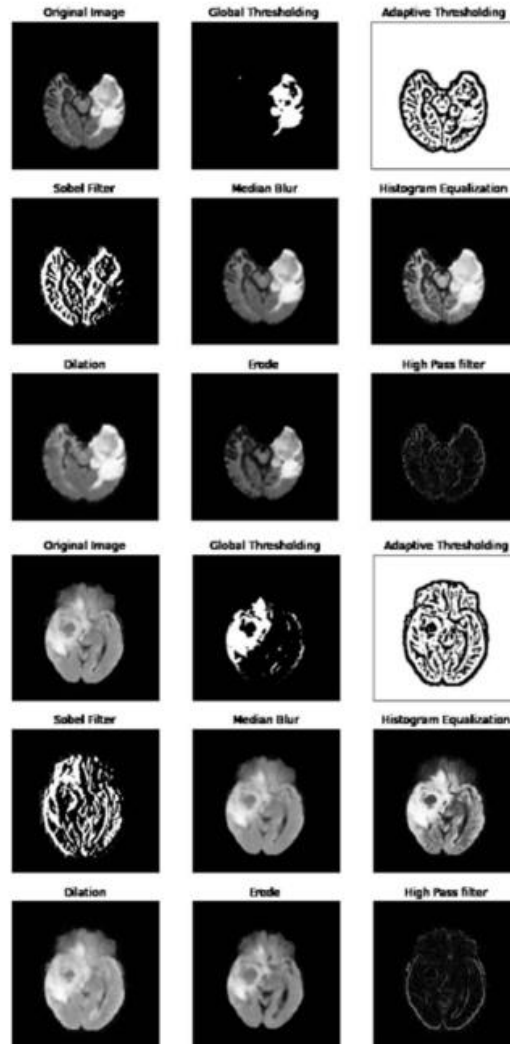 Original Image Global Thresholding Adaptive Thresholding
Sobel Filter Median Blur Histogram Equalization
Dilation Erode High Pass filter
Original Image Global Thresholding Adaptive Thresholding
Sobel Filter Median Blur Histogram Equalization
Dilation Erode High Pass filter